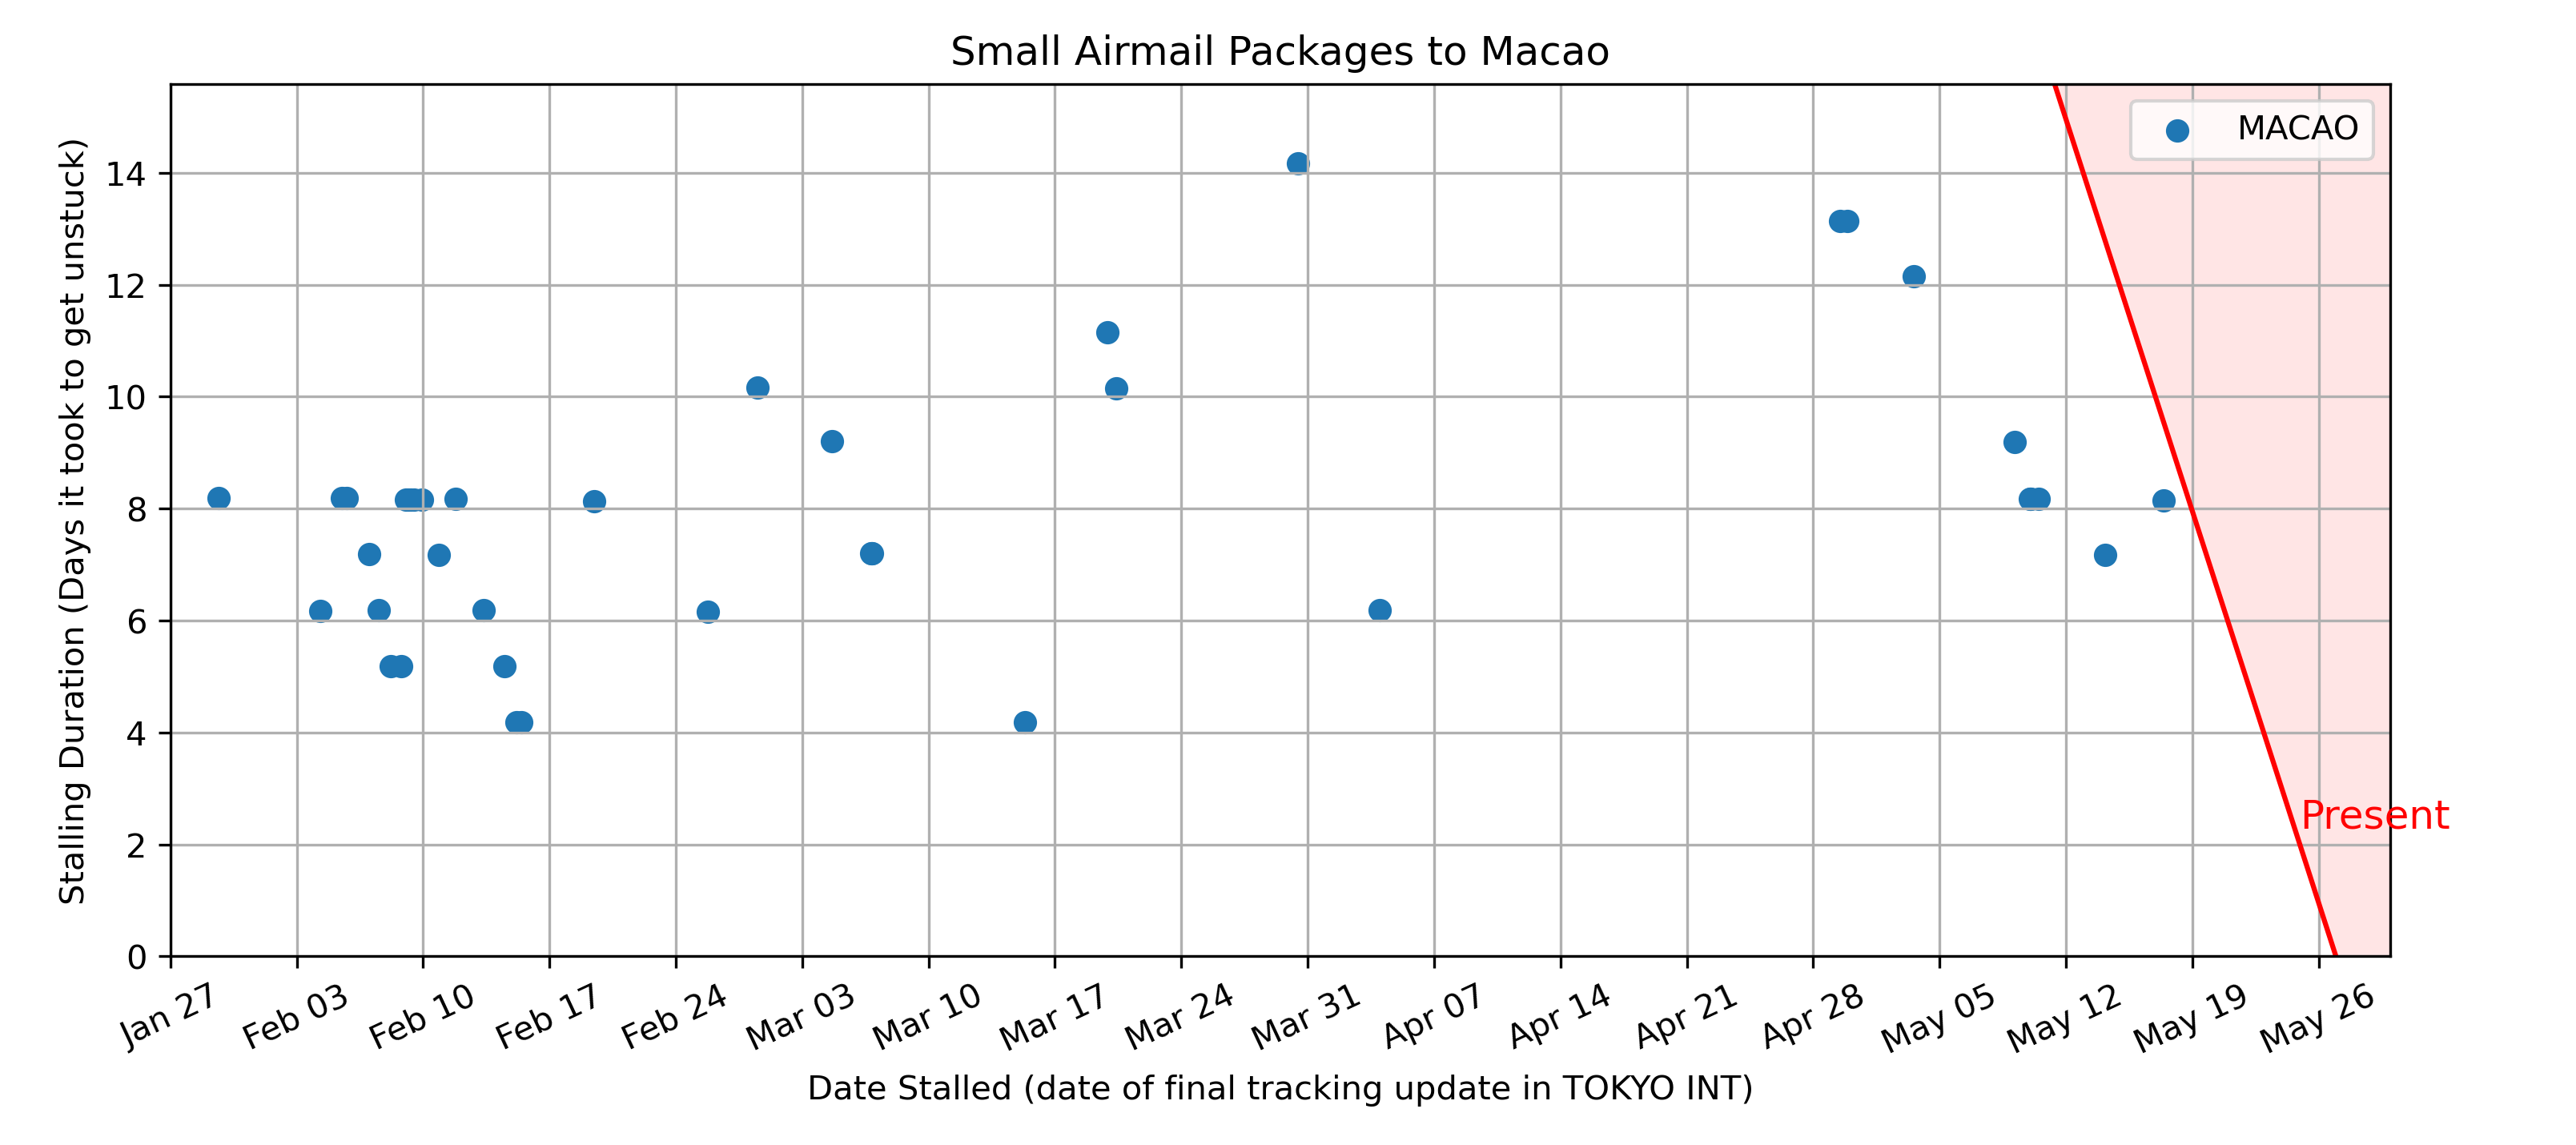 Small Airmail Packages to Macao
MACAO
Stalling Duration (Days it took to get unstuck)
14
12
10
8
6
4
2
0
Present
Jan 27 Feb 03 Feb 10 Feb 17 Feb 24 Mar 03 Mar 10 Mar 17 Mar 24 Mar 31 Apr 07 Apr 14 Apr 21 Apr 28 May 05 May 12 May 19 May 26
Date Stalled (date of final tracking update in TOKYO INT)